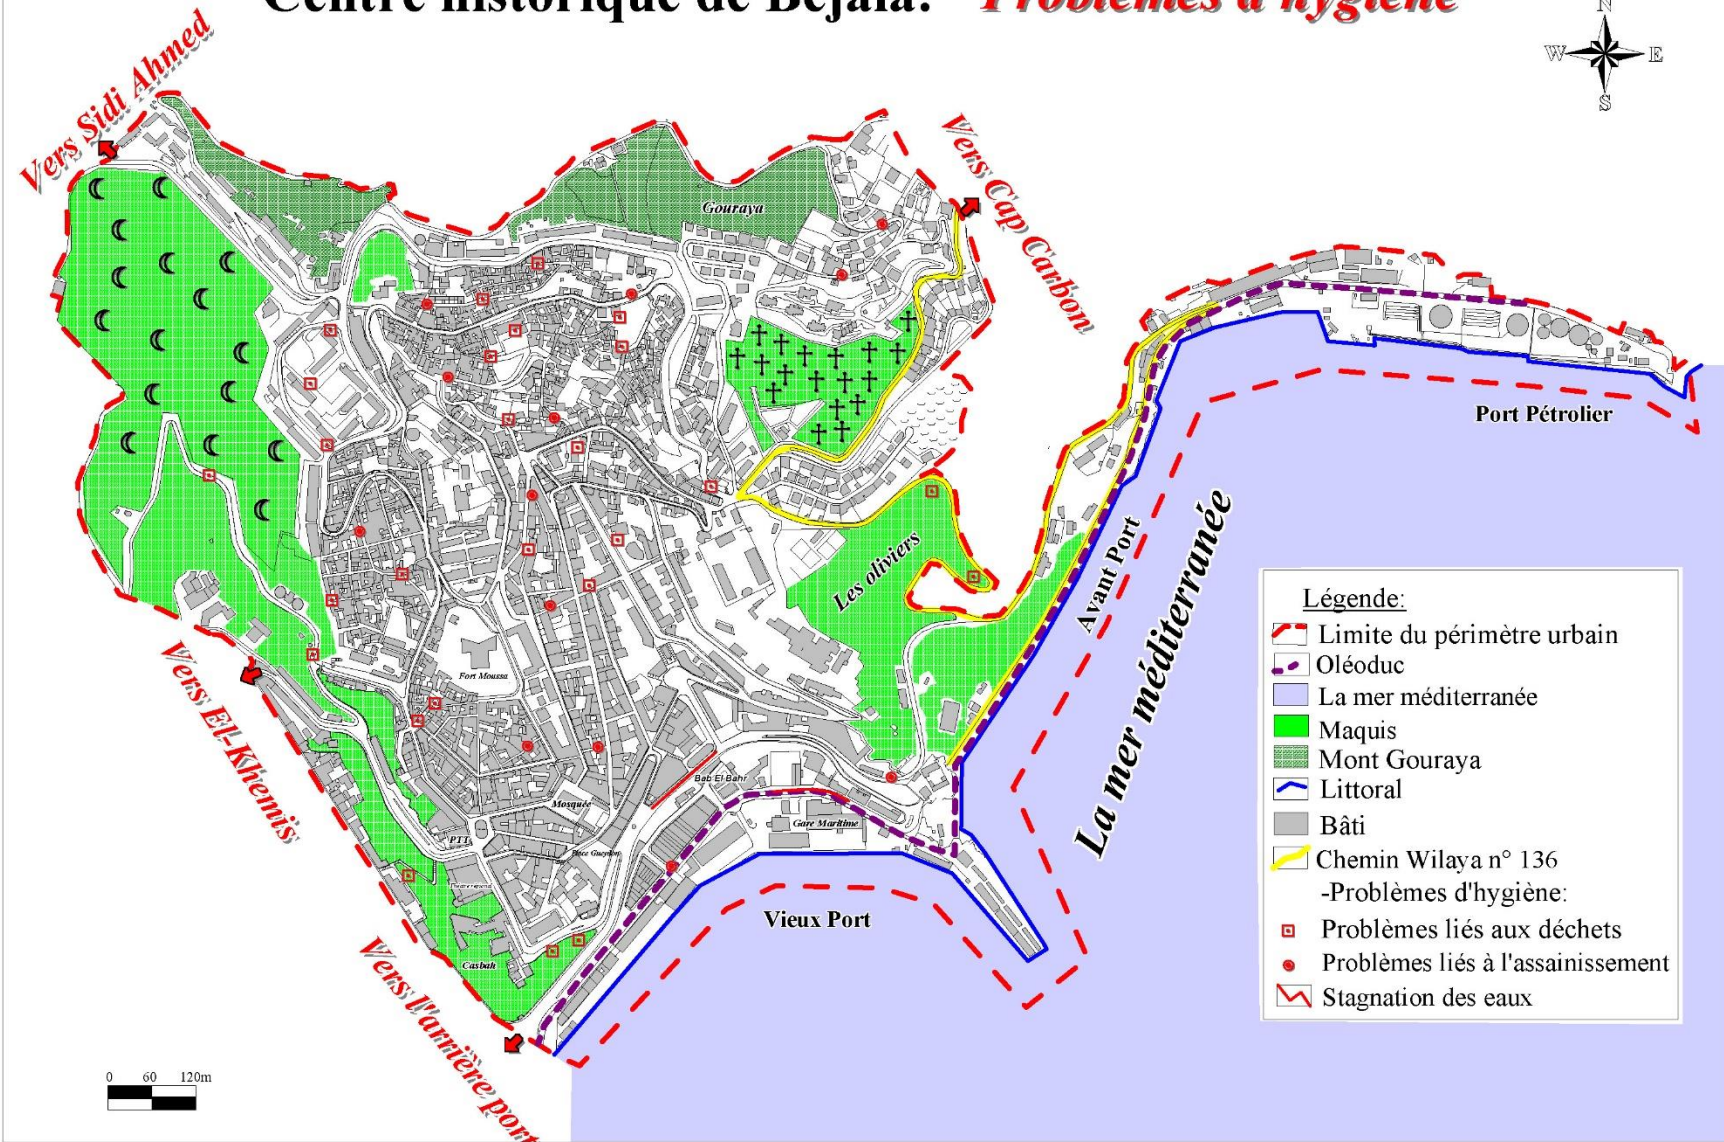 Centre historique de Bejaia: Problèmes d'hygiène
N
W E
S
Vers Sidi Ahmed
Vers Cap Carbon
Gouraya
Port Pétrolier
Les oliviers
Avant Port
La mer méditerranée
Vers El-Khemis
Fort Moussa
Bab El Bahr
Mosquée
Gare Maritime
PTT
Place Gueydon
Casbah
Vieux Port
Vers l'arrière port
0 60 120m
Légende:
Limite du périmètre urbain
Oléoduc
La mer méditerranée
Maquis
Mont Gouraya
Littoral
Bâti
Chemin Wilaya n° 136
-Problèmes d'hygiène:
Problèmes liés aux déchets
Problèmes liés à l'assainissement
Stagnation des eaux